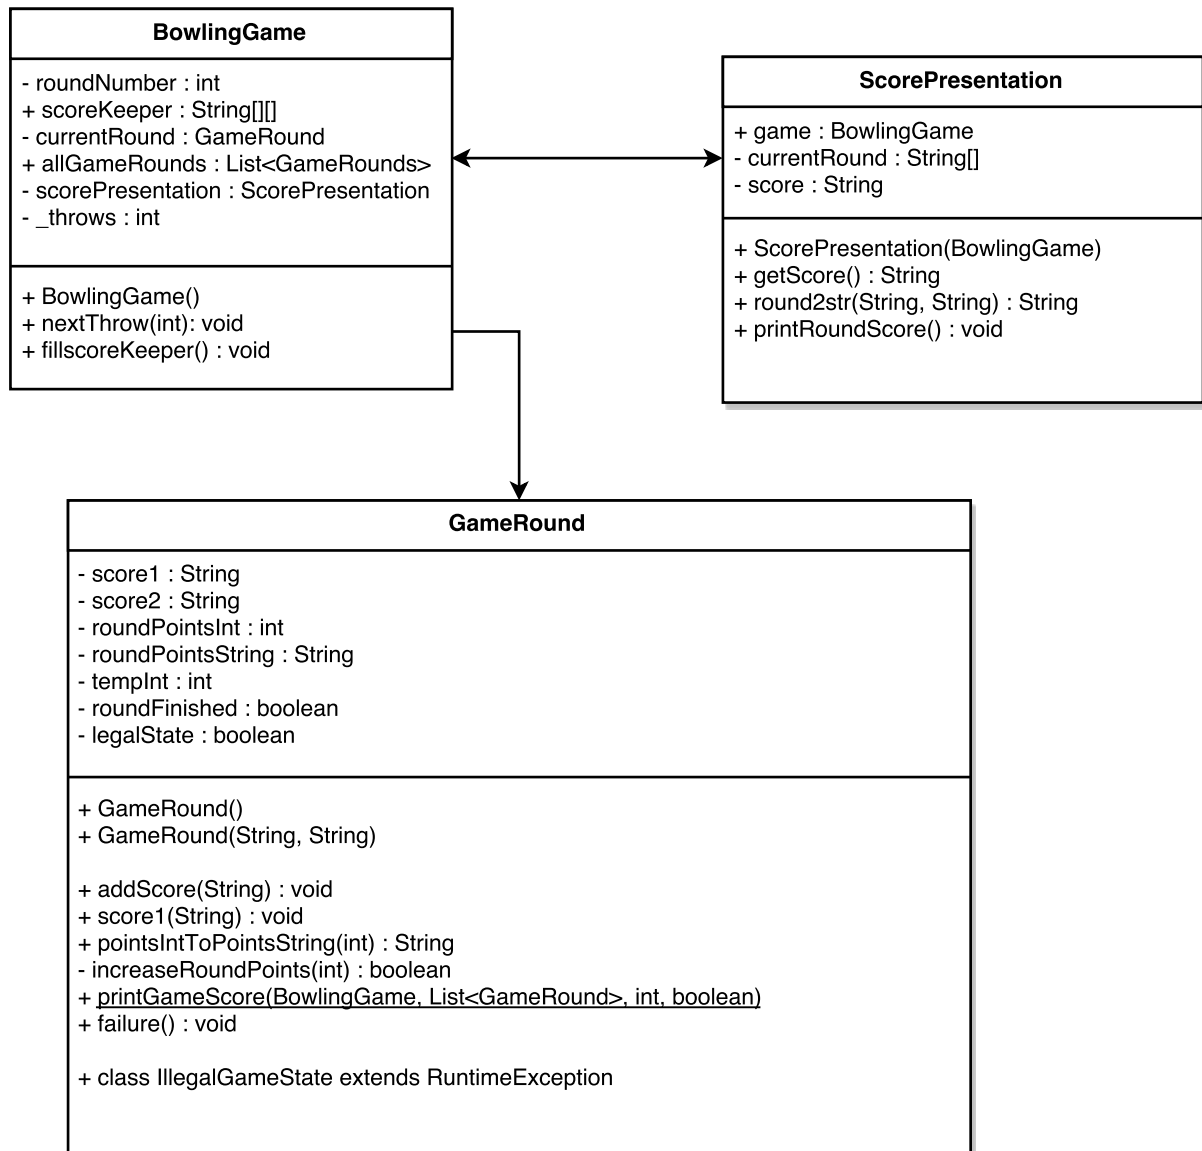 BowlingGame
- roundNumber : int
+ scoreKeeper : String[][]
- currentRound : GameRound
+ allGameRounds : List<GameRounds>
- scorePresentation : ScorePresentation
- _throws : int
+ BowlingGame()
+ nextThrow(int): void
+ fillscoreKeeper() : void
ScorePresentation
+ game : BowlingGame
- currentRound : String[]
- score : String
+ ScorePresentation(BowlingGame)
+ getScore() : String
+ round2str(String, String) : String
+ printRoundScore() : void
GameRound
- score1 : String
- score2 : String
- roundPointsInt : int
- roundPointsString : String
- tempInt : int
- roundFinished : boolean
- legalState : boolean
+ GameRound()
+ GameRound(String, String)
+ addScore(String) : void
+ score1(String) : void
+ pointsIntToPointsString(int) : String
- increaseRoundPoints(int) : boolean
+ printGameScore(BowlingGame, List<GameRound>, int, boolean)
+ failure() : void
+ class IllegalGameState extends RuntimeException